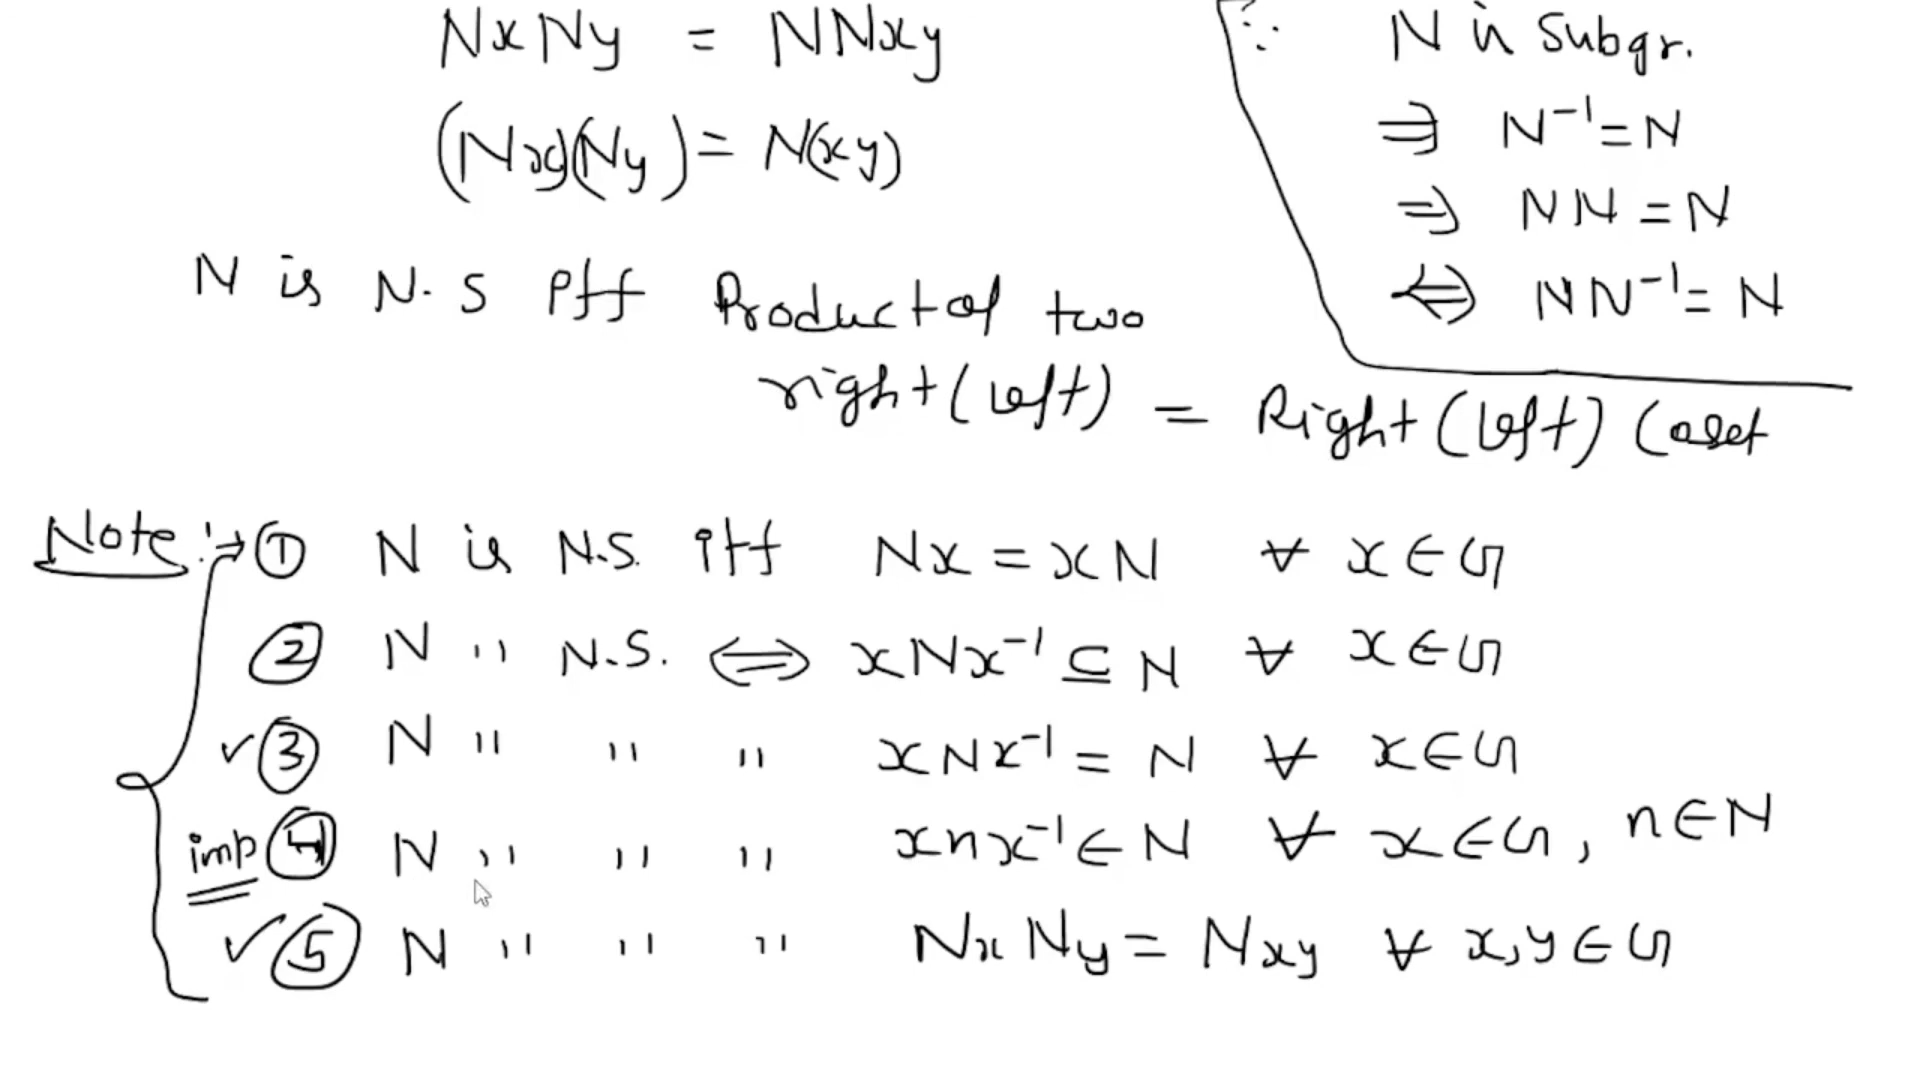 NxNy = NNxy
(Nx)(Ny) = N(xy)
∵ N is Subgr.
⇒ N⁻¹ = N
⇒ NN = N
⇔ NN⁻¹ = N
N is N.S iff Product of two
right (left) = Right (left) Coset
Note :→ ① N is N.S. iff Nx = xN ∀ x ∈ G
② N " N.S. ⇔ xNx⁻¹ ⊆ N ∀ x ∈ G
✓③ N " " " xNx⁻¹ = N ∀ x ∈ G
imp ④ N " " " xnx⁻¹ ∈ N ∀ x ∈ G, n ∈ N
✓⑤ N " " " NxNy = Nxy ∀ x,y ∈ G